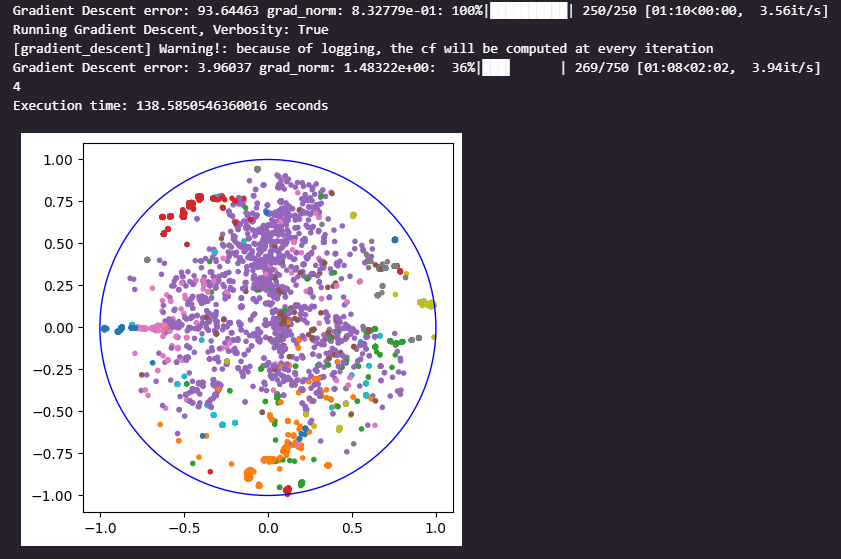 Gradient Descent error: 93.64463 grad_norm: 8.32779e-01: 100%|██████████| 250/250 [01:10<00:00,  3.56it/s]
Running Gradient Descent, Verbosity: True
[gradient_descent] Warning!: because of logging, the cf will be computed at every iteration
Gradient Descent error: 3.96037 grad_norm: 1.48322e+00:  36%|███▌      | 269/750 [01:08<02:02,  3.94it/s]
4
Execution time: 138.5850546360016 seconds
1.00
0.75
0.50
0.25
0.00
−0.25
−0.50
−0.75
−1.00
−1.0 −0.5 0.0 0.5 1.0